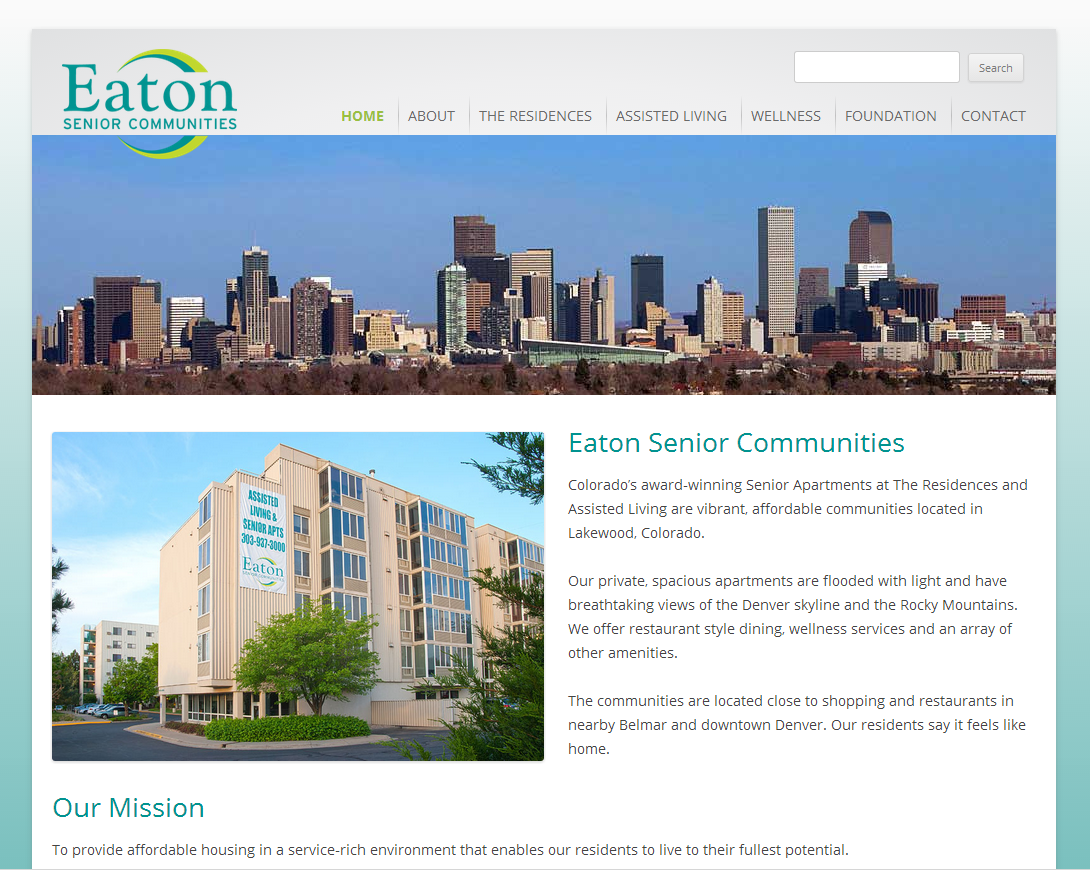 Eaton
SENIOR COMMUNITIES
Search
HOME
ABOUT
THE RESIDENCES
ASSISTED LIVING
WELLNESS
FOUNDATION
CONTACT
ASSISTED
LIVING &
SENIOR APTS
303-937-3000
Eaton
SENIOR COMMUNITIES
Eaton Senior Communities
Colorado's award-winning Senior Apartments at The Residences and
Assisted Living are vibrant, affordable communities located in
Lakewood, Colorado.
Our private, spacious apartments are flooded with light and have
breathtaking views of the Denver skyline and the Rocky Mountains.
We offer restaurant style dining, wellness services and an array of
other amenities.
The communities are located close to shopping and restaurants in
nearby Belmar and downtown Denver. Our residents say it feels like
home.
Our Mission
To provide affordable housing in a service-rich environment that enables our residents to live to their fullest potential.